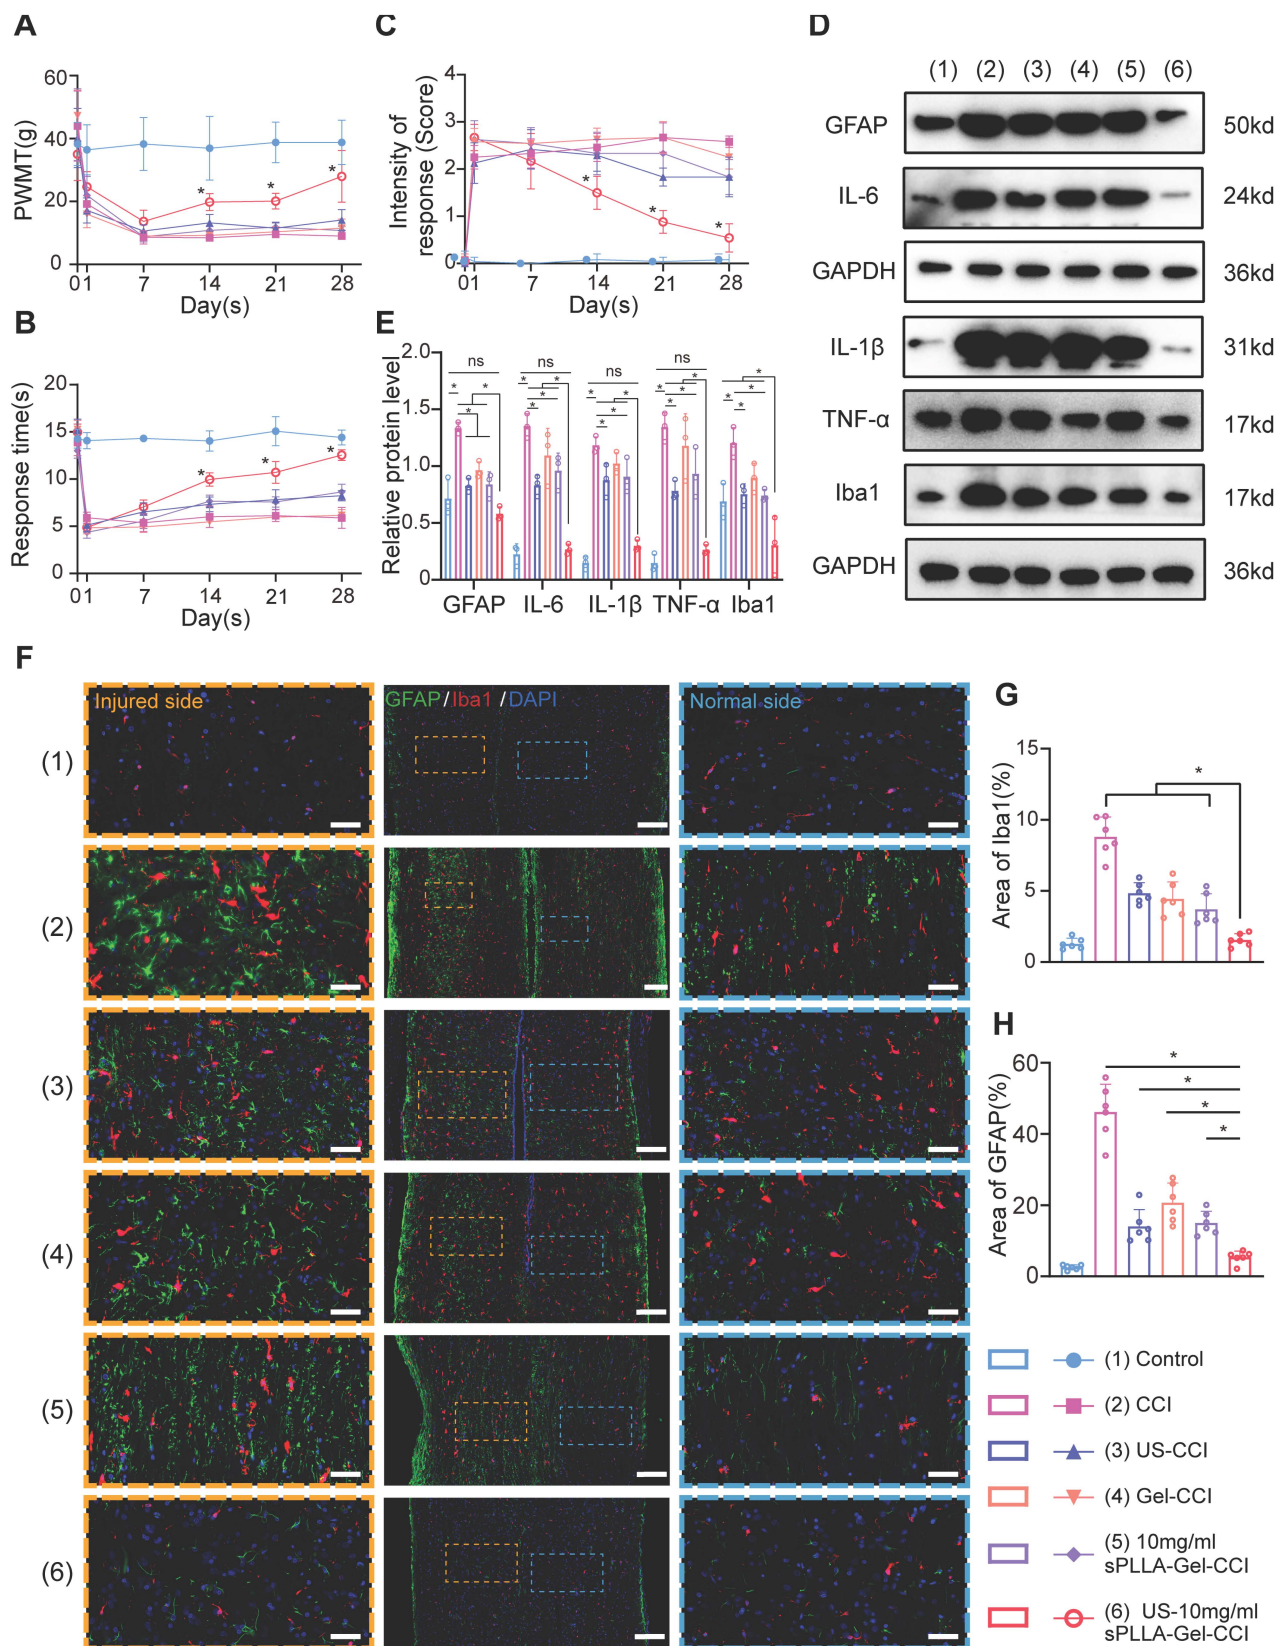 A
PWMT(g)
60
40
20
0
0 1 7 14 21 28
* * *
Day(s)
B
Response time(s)
20
15
10
5
0
0 1 7 14 21 28
* * *
Day(s)
C
Intensity of
response (Score)
4
3
2
1
0
0 1 7 14 21 28
* * *
Day(s)
D
(1) (2) (3) (4) (5) (6)
GFAP 50kd
IL-6 24kd
GAPDH 36kd
IL-1β 31kd
TNF-α 17kd
Iba1 17kd
GAPDH 36kd
E
Relative protein level
2.0
1.5
1.0
0.5
0
ns ns ns ns *
* * * * * * * * * * * * * * *
GFAP IL-6 IL-1β TNF-α Iba1
F
Injured side
GFAP/Iba1 /DAPI
Normal side
(1)
(2)
(3)
(4)
(5)
(6)
G
Area of Iba1(%)
15
10
5
0
*
H
Area of GFAP(%)
60
40
20
0
*
*
*
*
(1) Control
(2) CCI
(3) US-CCI
(4) Gel-CCI
(5) 10mg/ml
sPLLA-Gel-CCI
(6) US-10mg/ml
sPLLA-Gel-CCI